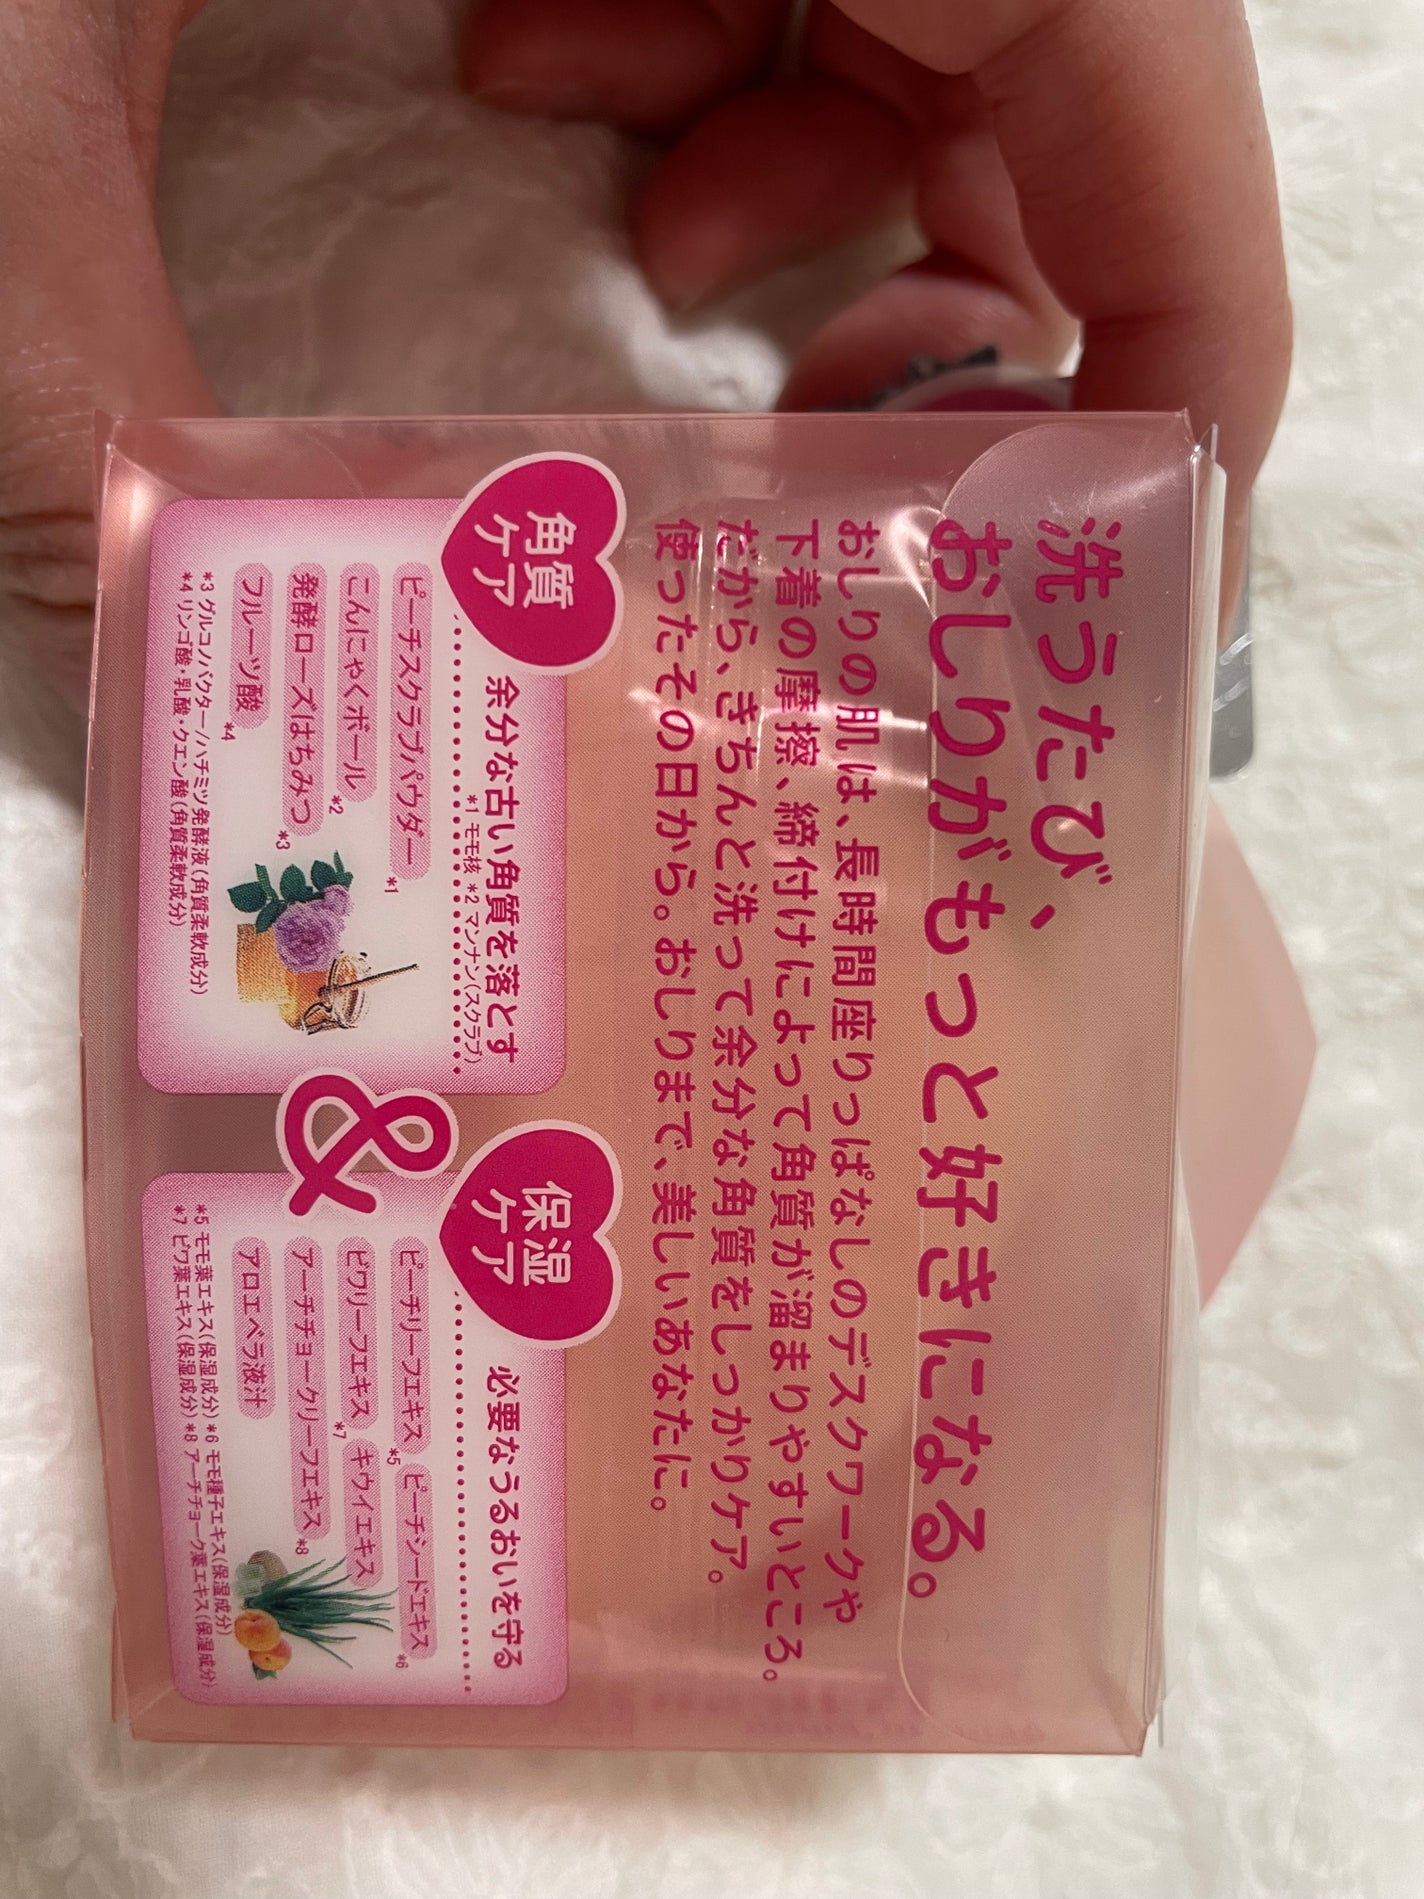 洗うたび、
おしりがもっと好きになる。
おしりの肌は、長時間座りっぱなしのデスクワークや
下着の摩擦、締付けによって角質が溜まりやすいところ。
だから、きちんと洗って余分な角質をしっかりケア。
使ったその日から。おしりまで、美しいあなたに。
角質
ケア
余分な古い角質を落とす
*1 モモ核 *2 マンナン(スクラブ)
ピーチスクラブパウダー*1
こんにゃくボール*2
発酵ローズはちみつ*3
フルーツ酸*4
*3 グルコノバクター/ハチミツ発酵液(角質柔軟成分)
*4 リンゴ酸・乳酸・クエン酸(角質柔軟成分)
&
保湿
ケア
必要なうるおいを守る
ピーチリーフエキス*5 ピーチシードエキス*6
ビワリーフエキス*7 キウイエキス
アーチチョークリーフエキス*8
アロエベラ液汁
*5 モモ葉エキス(保湿成分) *6 モモ種子エキス(保湿成分)
*7 ビワ葉エキス(保湿成分) *8 アーチチョーク葉エキス(保湿成分)